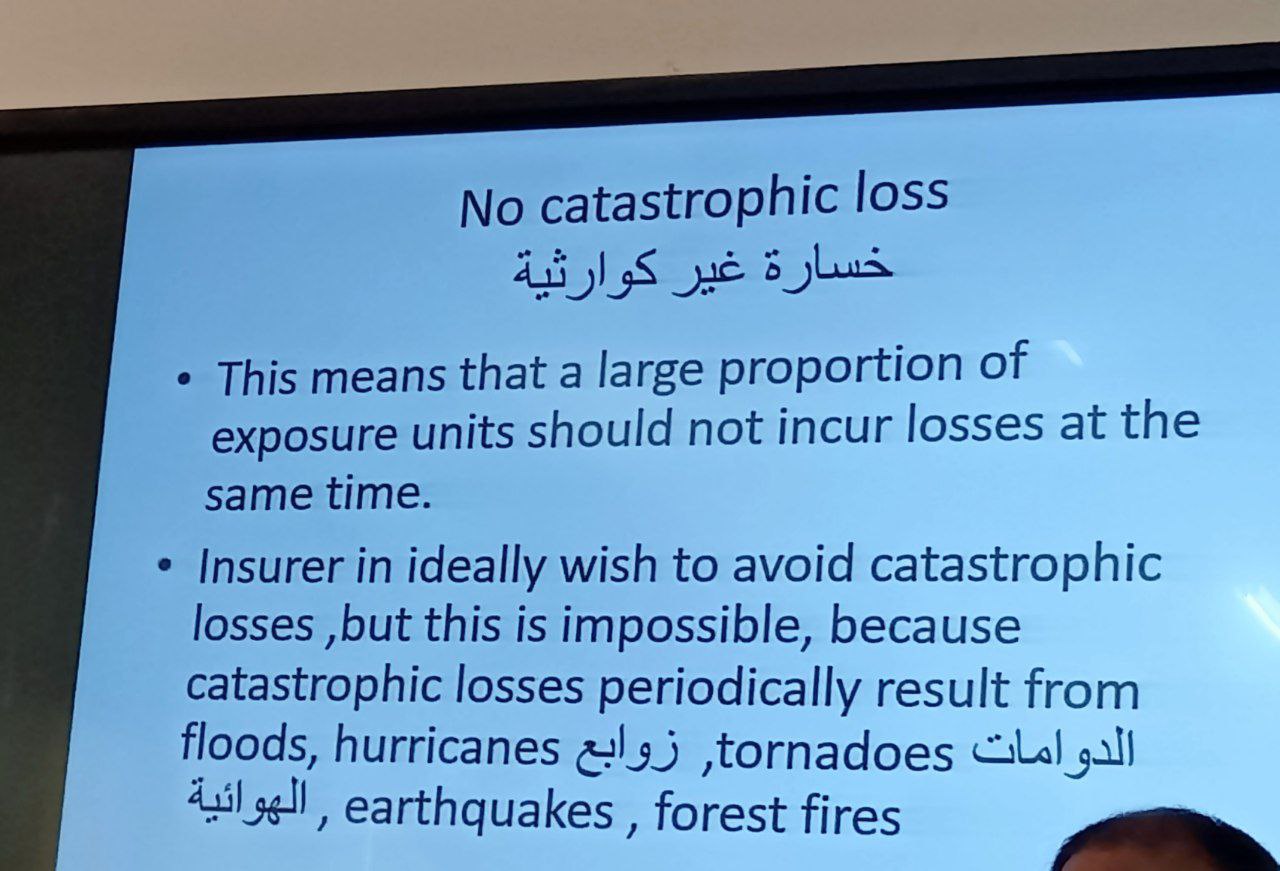 No catastrophic loss
خسارة غير كوارثية
• This means that a large proportion of
exposure units should not incur losses at the
same time.
• Insurer in ideally wish to avoid catastrophic
losses ,but this is impossible, because
catastrophic losses periodically result from
floods, hurricanes زوابع ,tornadoes الدوامات
الهوائية , earthquakes , forest fires